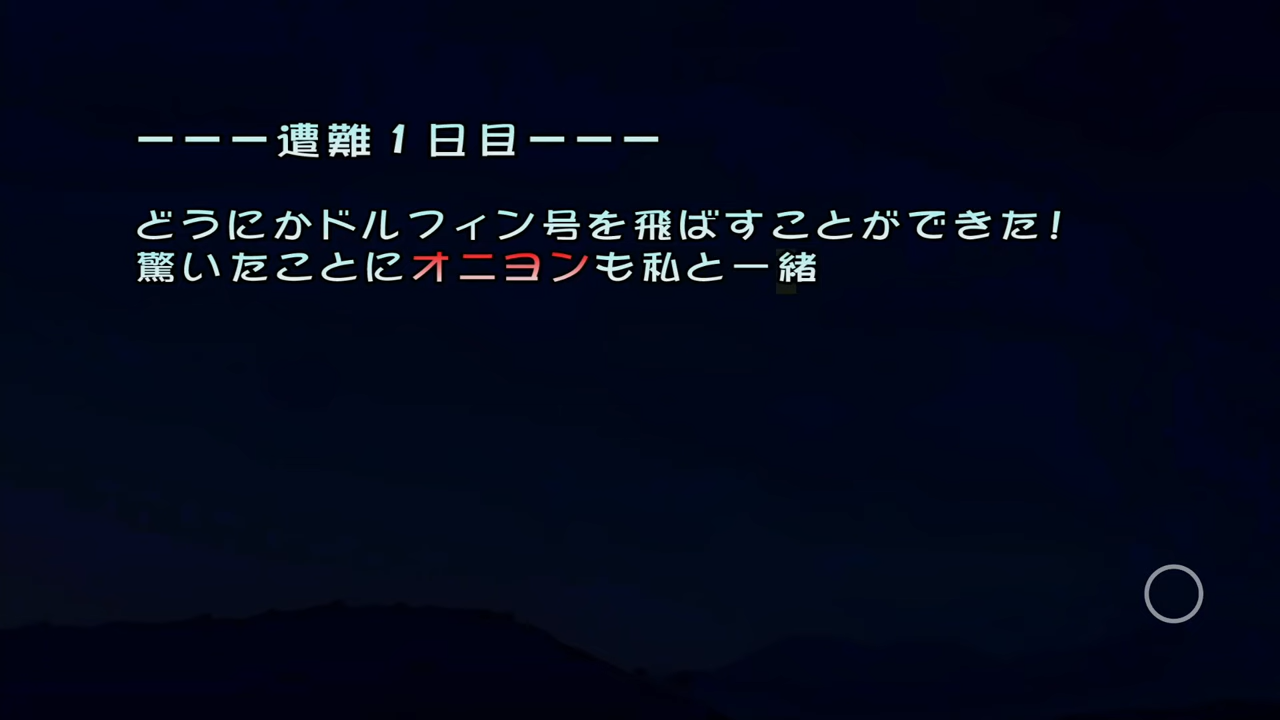 ーーー遭難1日目ーーー
どうにかドルフィン号を飛ばすことができた!
驚いたことにオニヨンも私と一緒